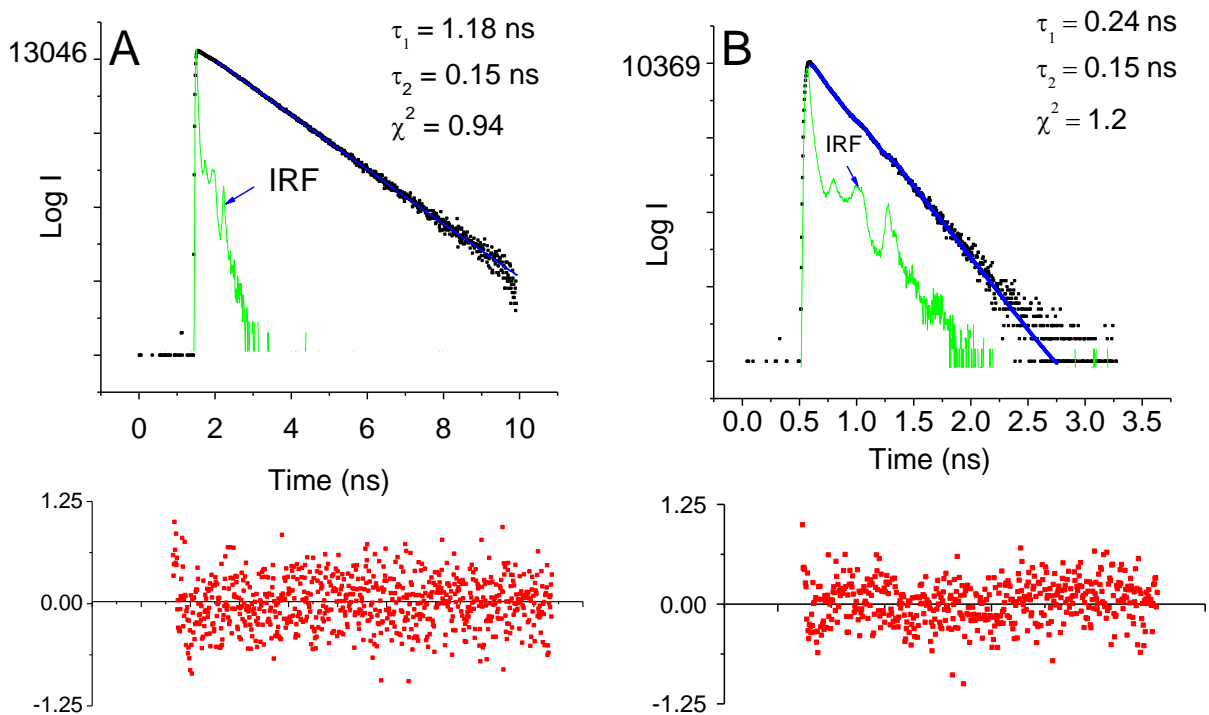 A
τ₁ = 1.18 ns
τ₂ = 0.15 ns
χ² = 0.94
13046
IRF
Log I
0 2 4 6 8 10
Time (ns)
1.25
0.00
-1.25
B
τ₁ = 0.24 ns
τ₂ = 0.15 ns
χ² = 1.2
10369
IRF
Log I
0.0 0.5 1.0 1.5 2.0 2.5 3.0 3.5
Time (ns)
1.25
0.00
-1.25